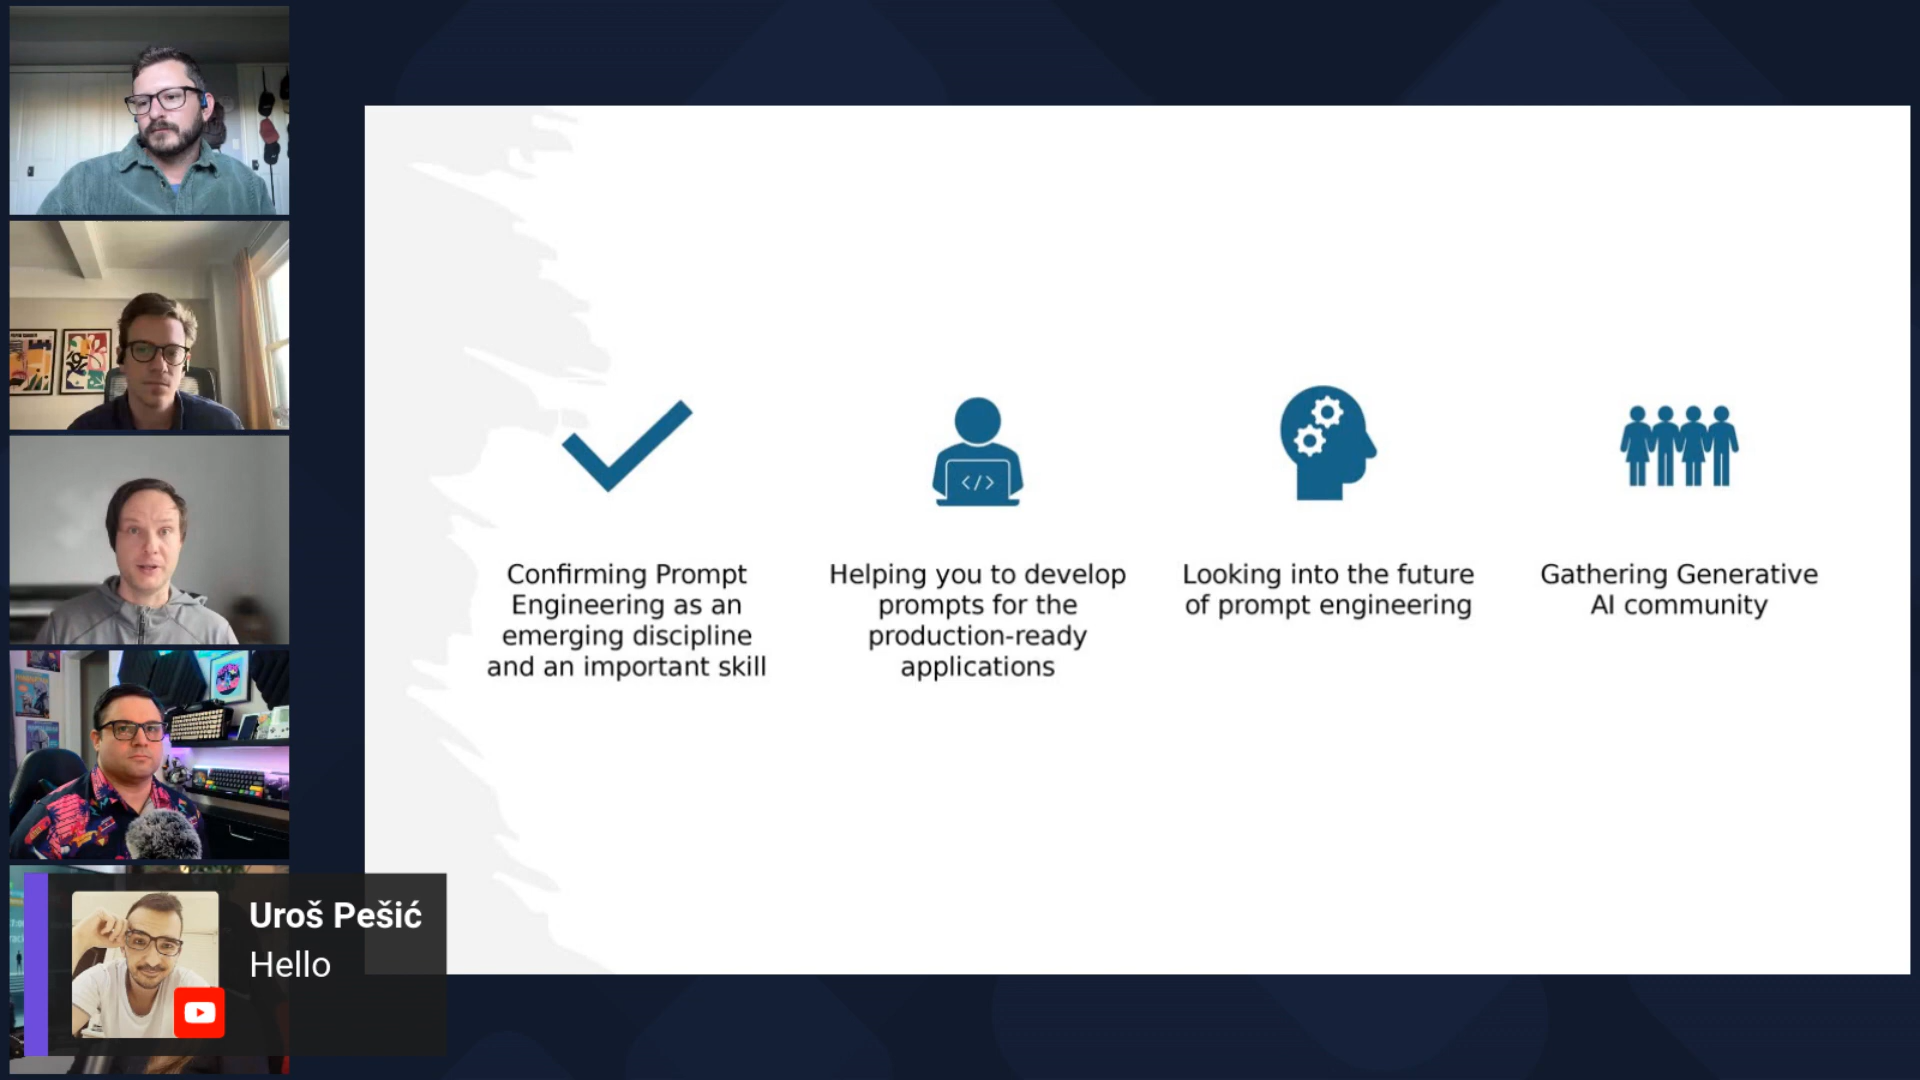 Confirming Prompt
Engineering as an
emerging discipline
and an important skill
</>
Helping you to develop
prompts for the
production-ready
applications
Looking into the future
of prompt engineering
Gathering Generative
AI community
Uroš Pešić
Hello